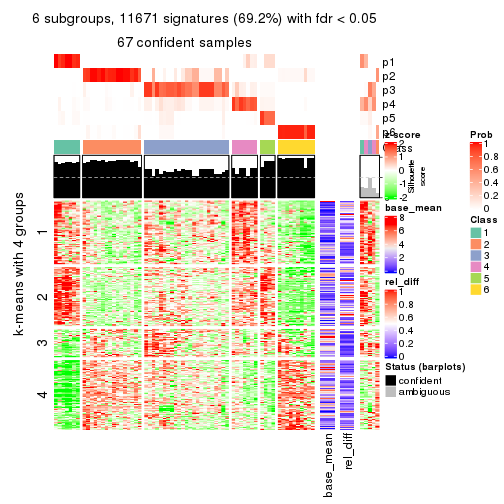 6 subgroups, 11671 signatures (69.2%) with fdr < 0.05
67 confident samples
p1
p2
p3
p4
p5
p6
z-score
Class
2
1
0
-1
-2
Silhouette
score
k-means with 4 groups
1
2
3
4
base_mean
8
6
4
2
0
rel_diff
1
0.8
0.6
0.4
0.2
0
Prob
1
0.8
0.6
0.4
0.2
0
Class
1
2
3
4
5
6
Status (barplots)
confident
ambiguous
base_mean
rel_diff